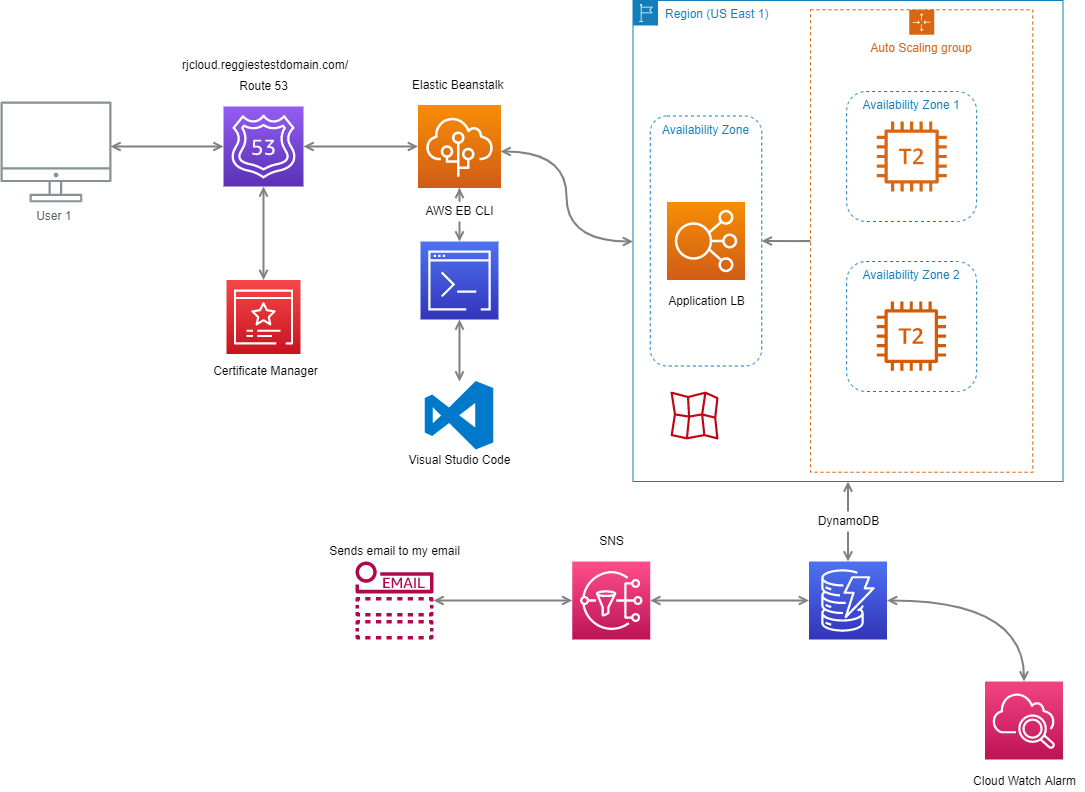 Region (US East 1)
Auto Scaling group
rjcloud.reggiestestdomain.com/
Route 53
Elastic Beanstalk
53
User 1
Availability Zone 1
T2
Availability Zone
AWS EB CLI
Application LB
Availability Zone 2
T2
Certificate Manager
Visual Studio Code
DynamoDB
SNS
Sends email to my email
EMAIL
Cloud Watch Alarm